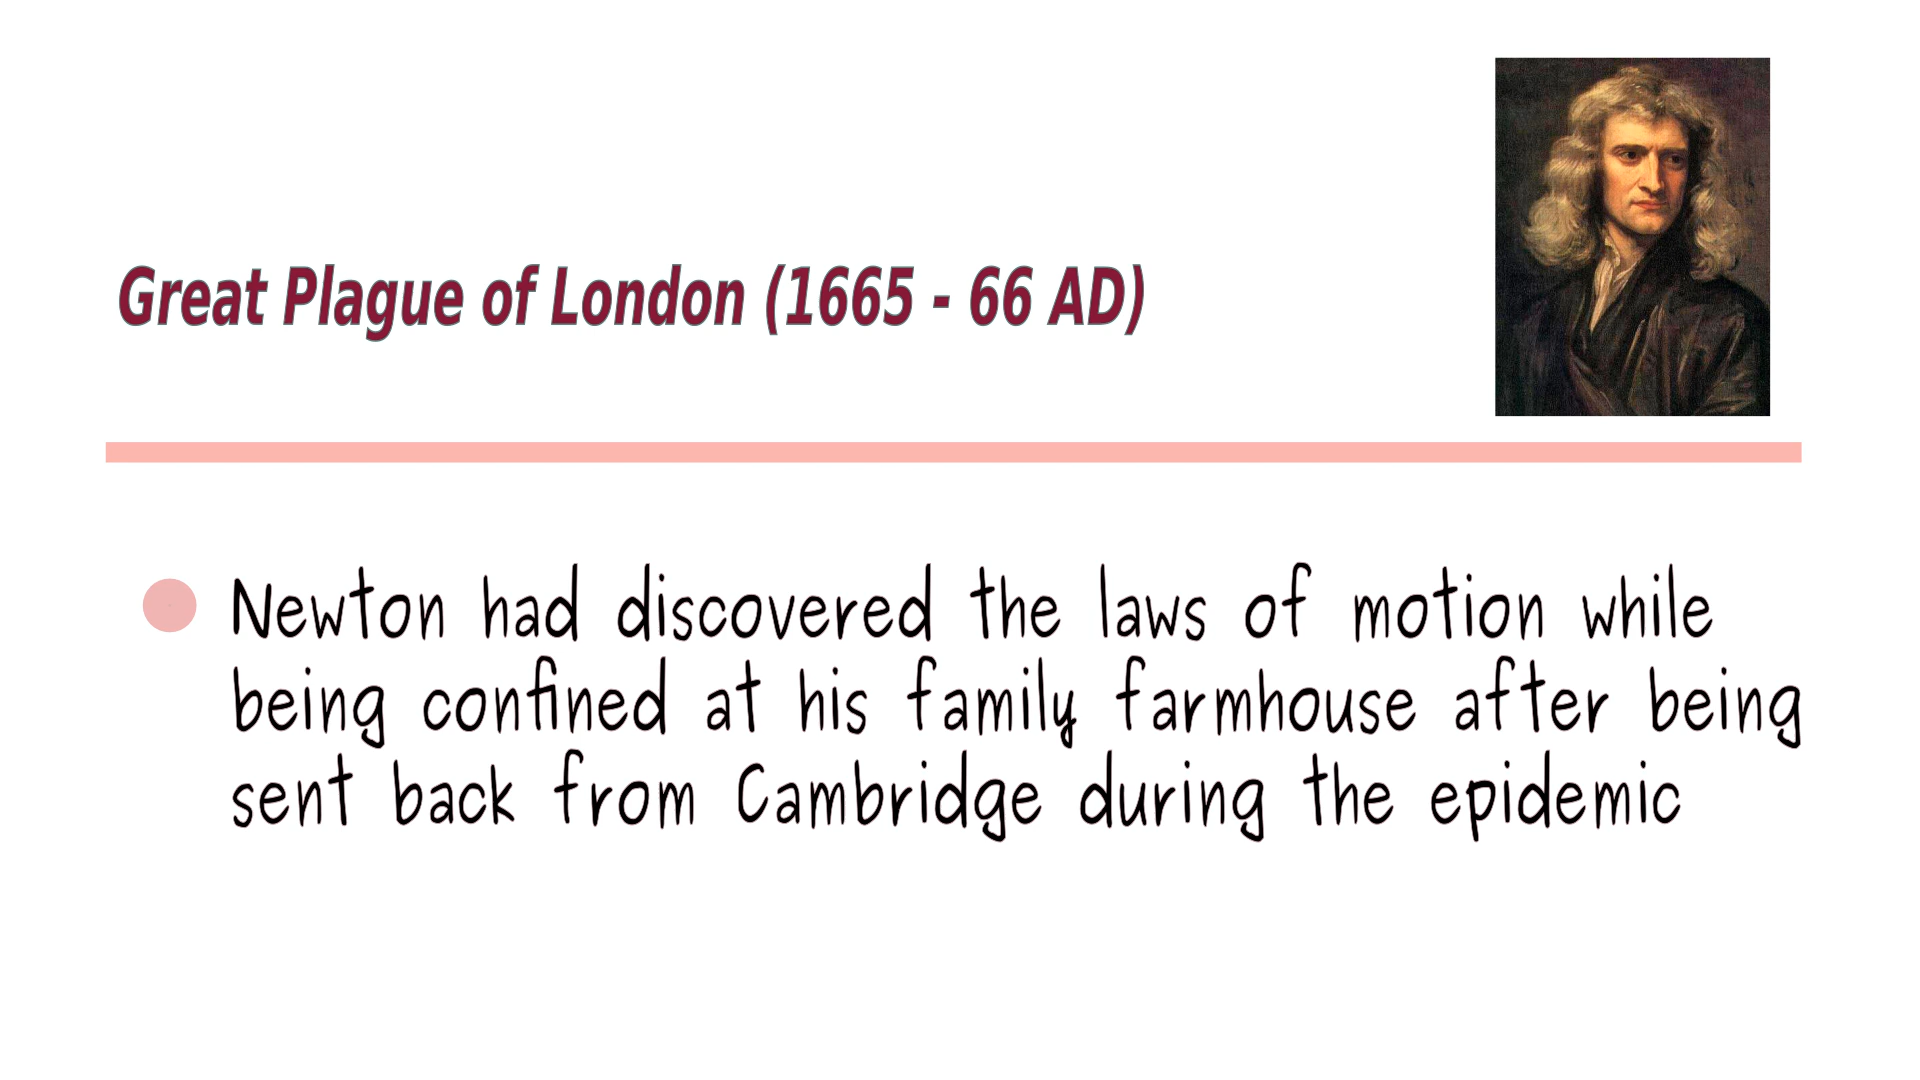 Great Plague of London (1665 - 66 AD)
Newton had discovered the laws of motion while
being confined at his family farmhouse after being
sent back from Cambridge during the epidemic